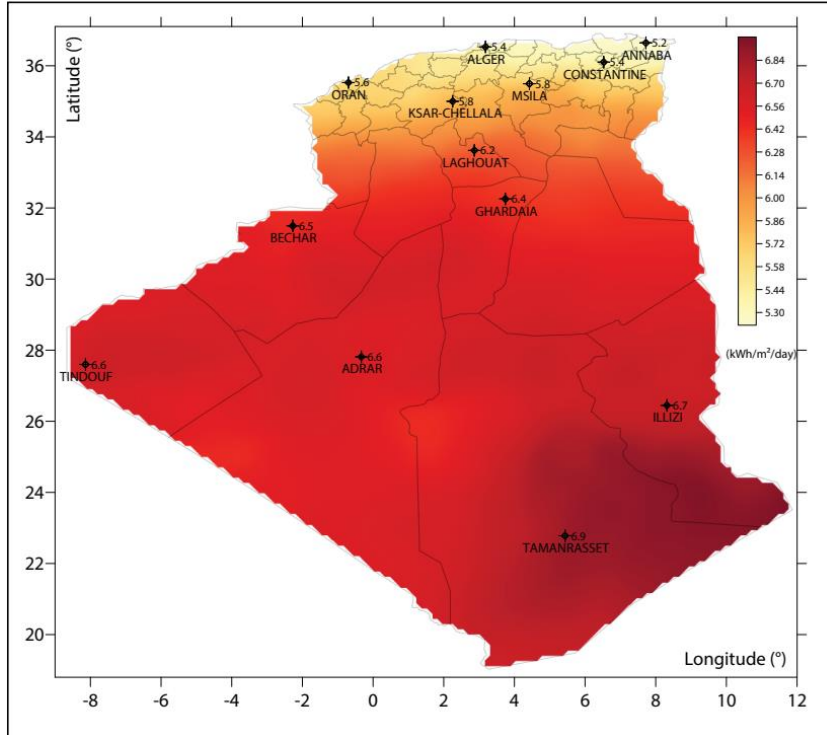 Latitude (°)
36
34
32
30
28
26
24
22
20
5.2
ANNABA
5.4
ALGER
5.4
CONSTANTINE
5.6
ORAN
5.8
MSILA
5.8
KSAR-CHELLALA
6.2
LAGHOUAT
6.4
GHARDAIA
6.5
BECHAR
6.6
TINDOUF
6.6
ADRAR
6.7
ILLIZI
6.9
TAMANRASSET
6.84
6.70
6.56
6.42
6.28
6.14
6.00
5.86
5.72
5.58
5.44
5.30
(kWh/m²/day)
Longitude (°)
-8 -6 -4 -2 0 2 4 6 8 10 12